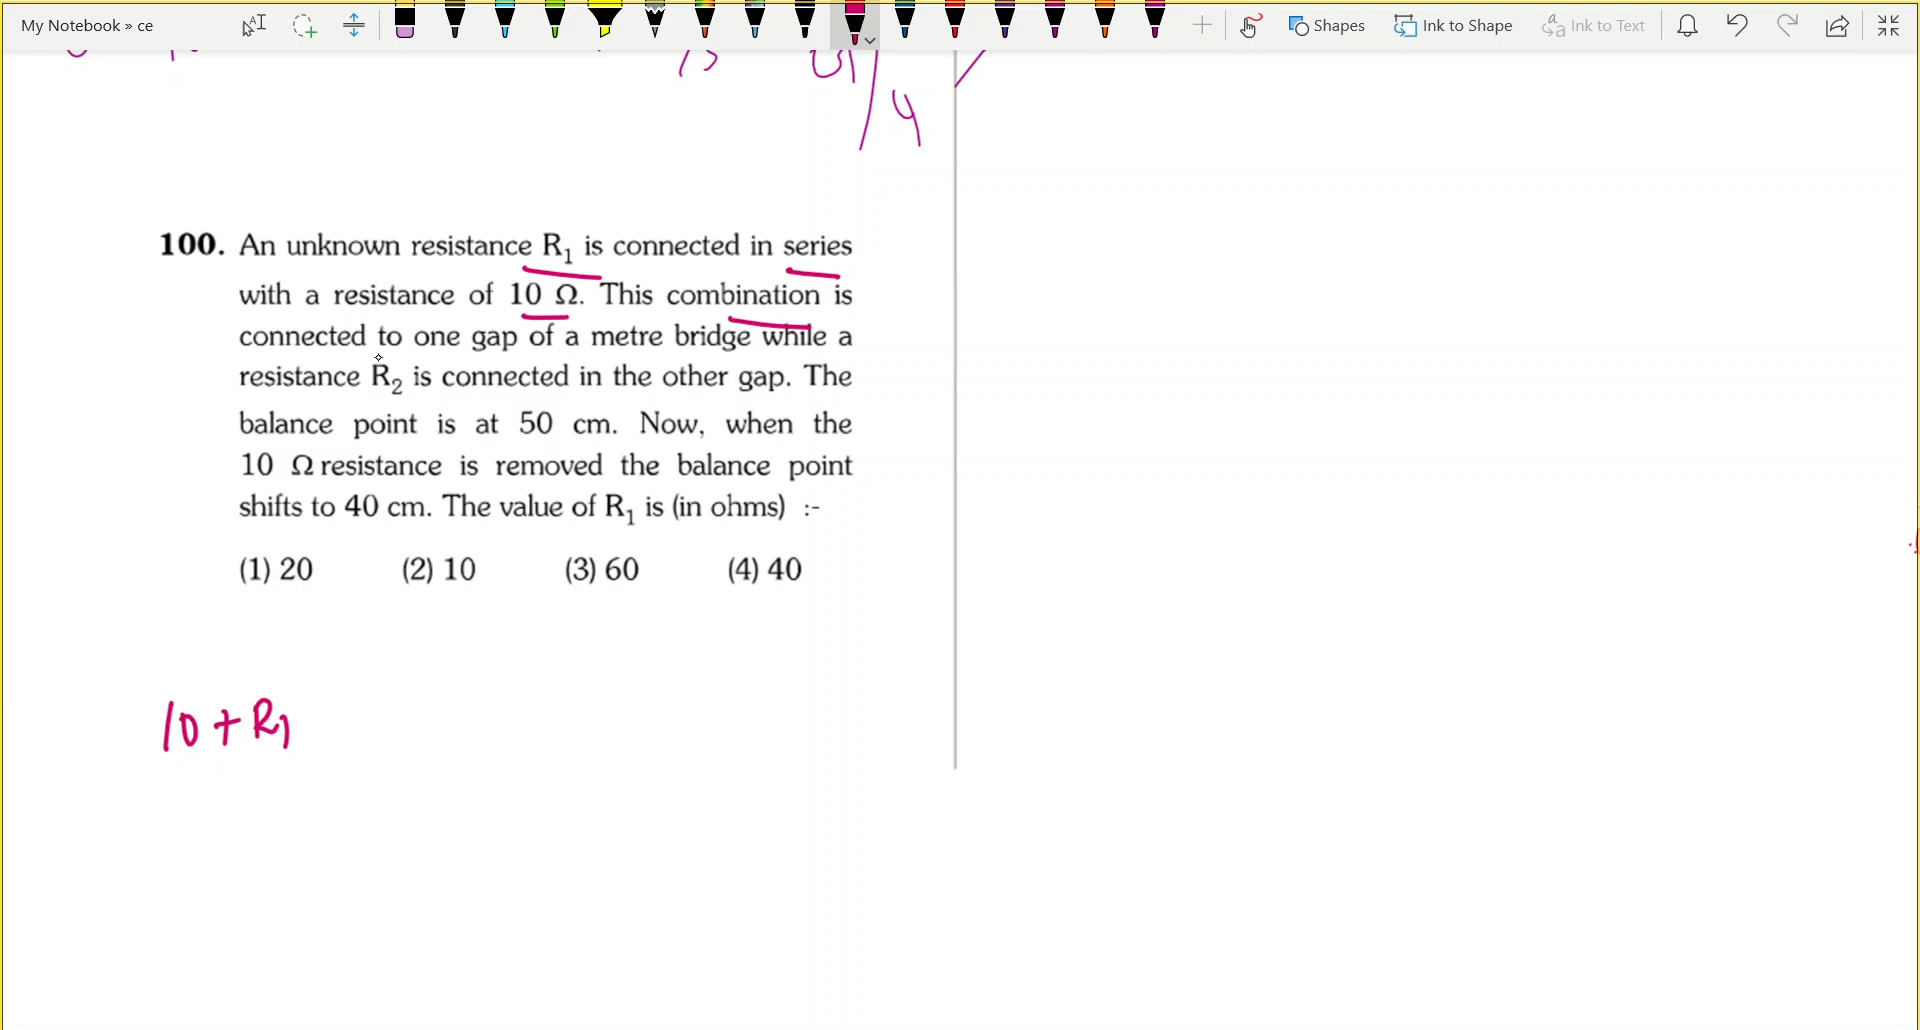 My Notebook » ce
Shapes
Ink to Shape
Ink to Text
4
100. An unknown resistance R₁ is connected in series
with a resistance of 10 Ω. This combination is
connected to one gap of a metre bridge while a
resistance R₂ is connected in the other gap. The
balance point is at 50 cm. Now, when the
10 Ω resistance is removed the balance point
shifts to 40 cm. The value of R₁ is (in ohms) :-
(1) 20 (2) 10 (3) 60 (4) 40
10 + R₁